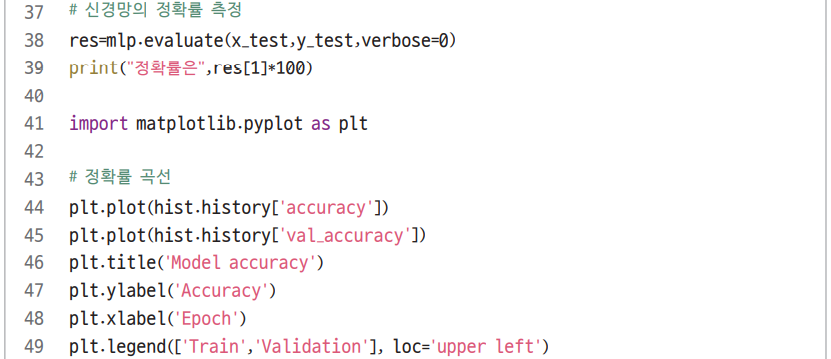 37 # 신경망의 정확률 측정
38 res=mlp.evaluate(x_test,y_test,verbose=0)
39 print("정확률은",res[1]*100)
40
41 import matplotlib.pyplot as plt
42
43 # 정확률 곡선
44 plt.plot(hist.history['accuracy'])
45 plt.plot(hist.history['val_accuracy'])
46 plt.title('Model accuracy')
47 plt.ylabel('Accuracy')
48 plt.xlabel('Epoch')
49 plt.legend(['Train','Validation'], loc='upper left')